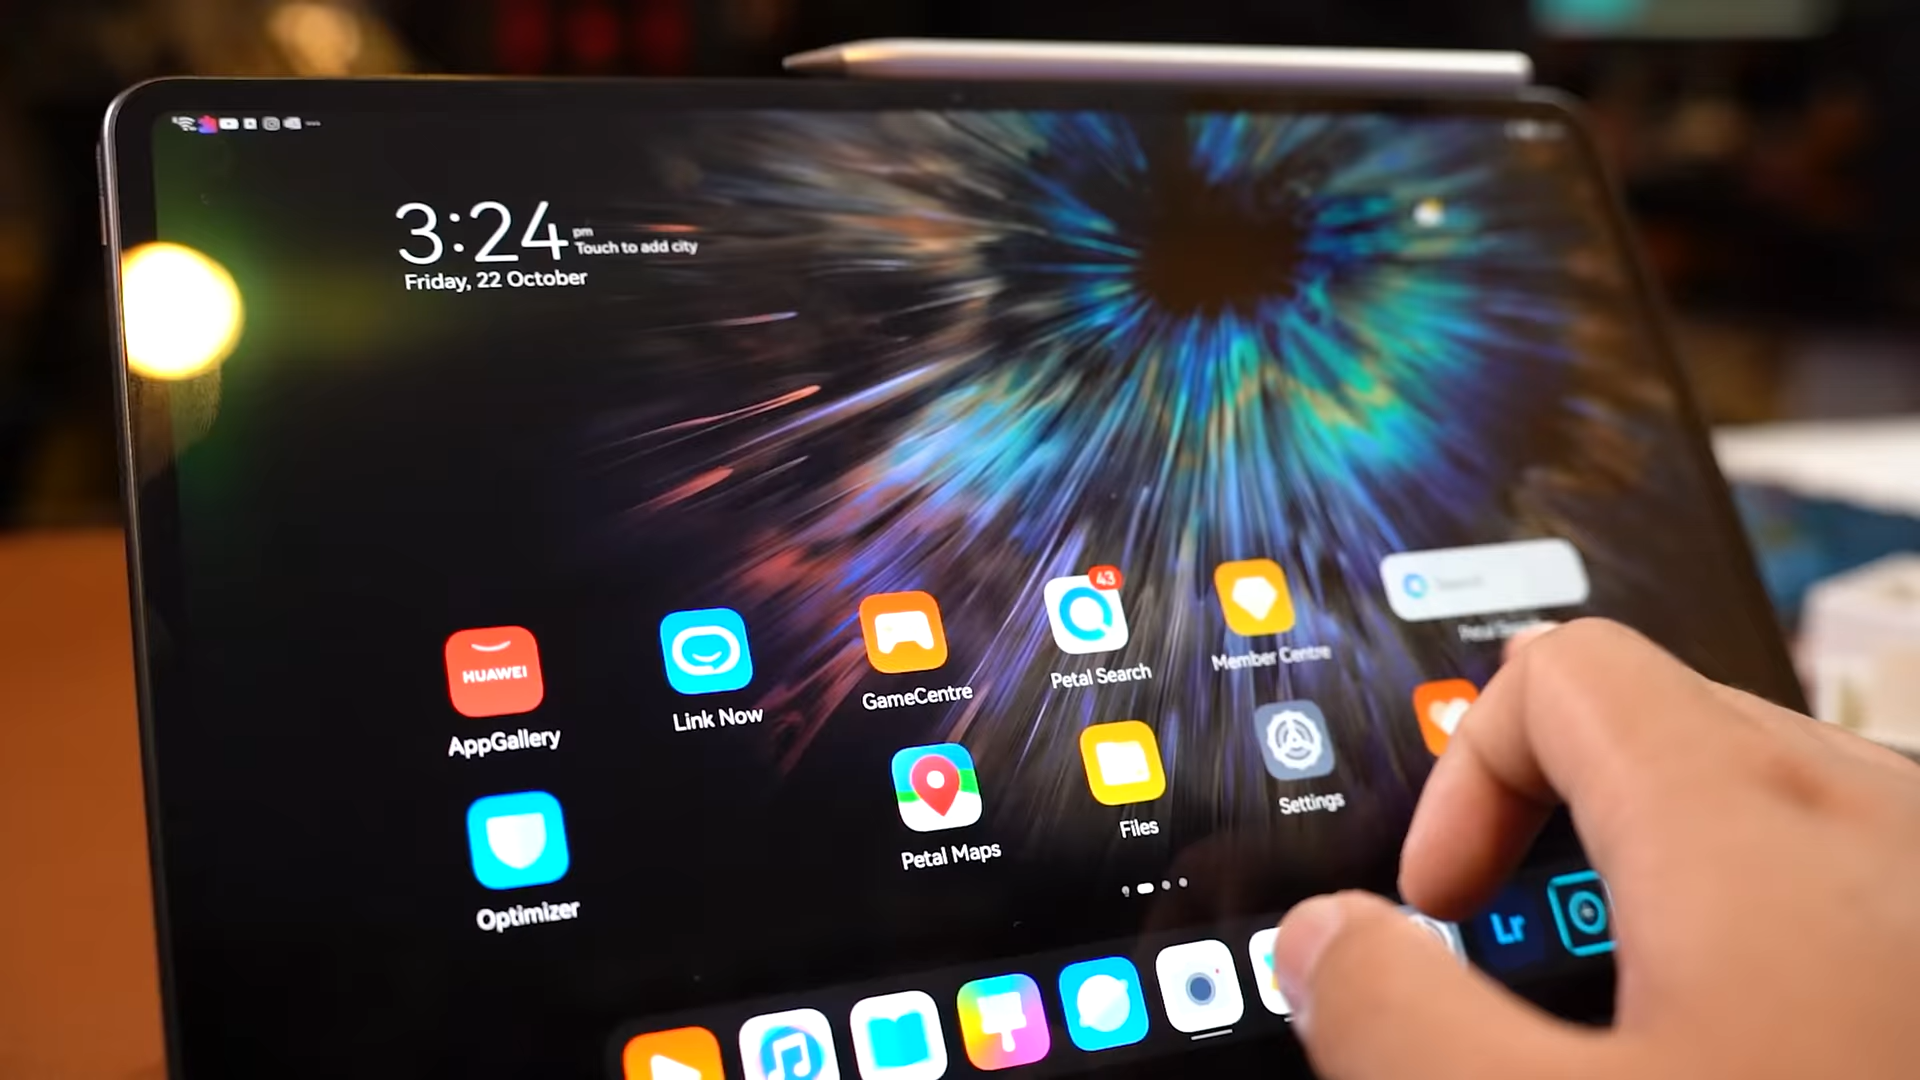 3:24
pm
Touch to add city
Friday, 22 October
43
HUAWEI
AppGallery
Link Now
GameCentre
Petal Search
Member Centre
Optimizer
Petal Maps
Files
Settings
Lr